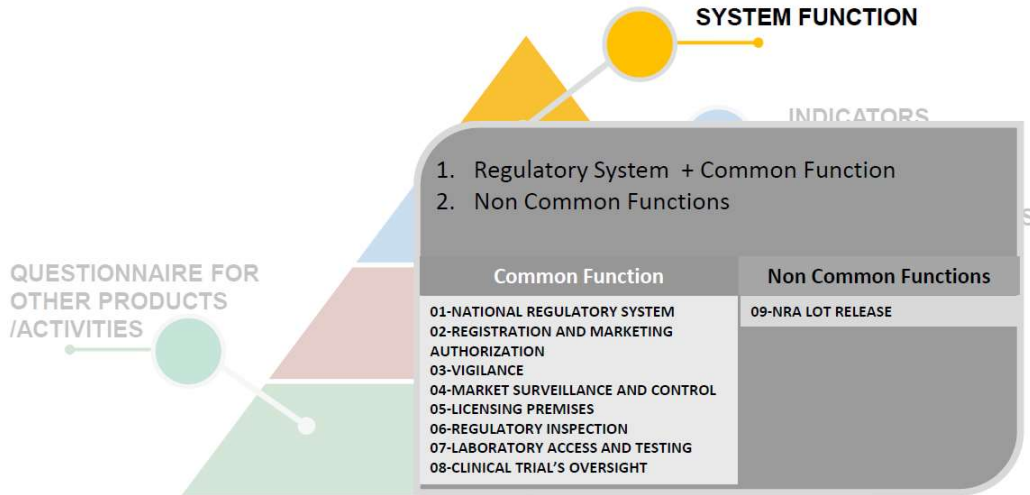 SYSTEM FUNCTION
INDICATORS
1. Regulatory System + Common Function
2. Non Common Functions
QUESTIONNAIRE FOR
OTHER PRODUCTS
/ACTIVITIES
Common Function
Non Common Functions
01-NATIONAL REGULATORY SYSTEM
02-REGISTRATION AND MARKETING
AUTHORIZATION
03-VIGILANCE
04-MARKET SURVEILLANCE AND CONTROL
05-LICENSING PREMISES
06-REGULATORY INSPECTION
07-LABORATORY ACCESS AND TESTING
08-CLINICAL TRIAL'S OVERSIGHT
09-NRA LOT RELEASE